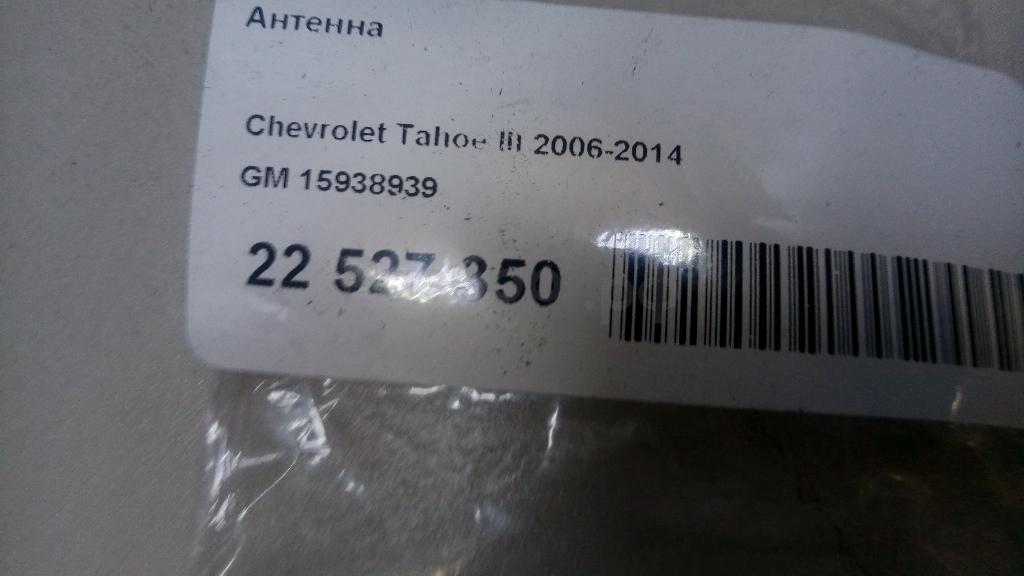 Антенна
Chevrolet Tahoe III 2006-2014
GM 15938939
22 527 350